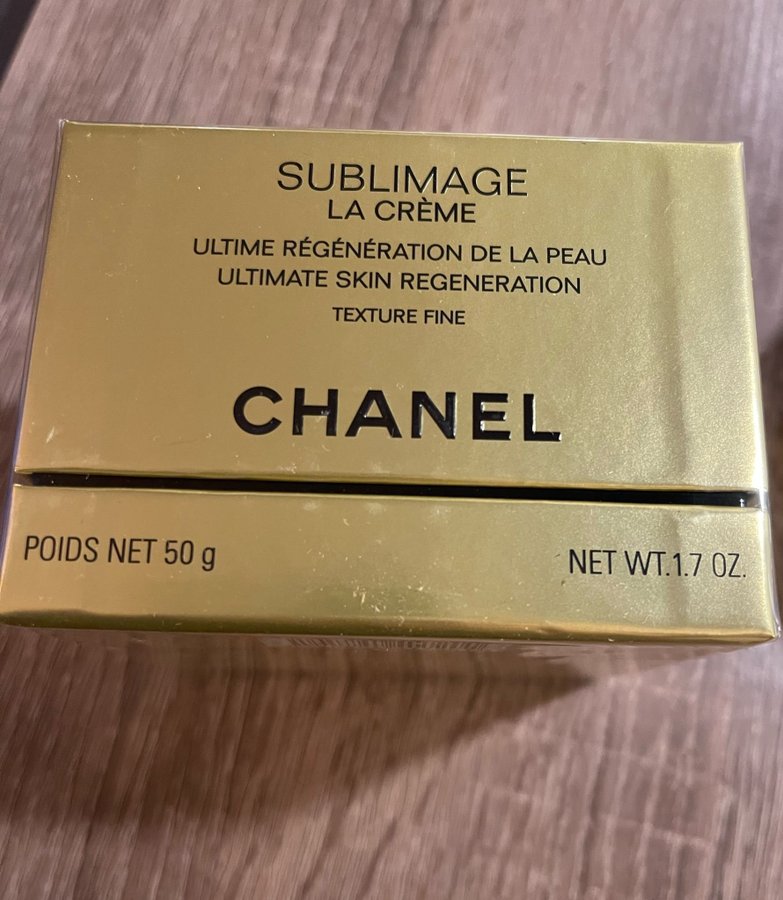 SUBLIMAGE
LA CRÈME
ULTIME RÉGÉNÉRATION DE LA PEAU
ULTIMATE SKIN REGENERATION
TEXTURE FINE
CHANEL
POIDS NET 50 g
NET WT.1.7 OZ.